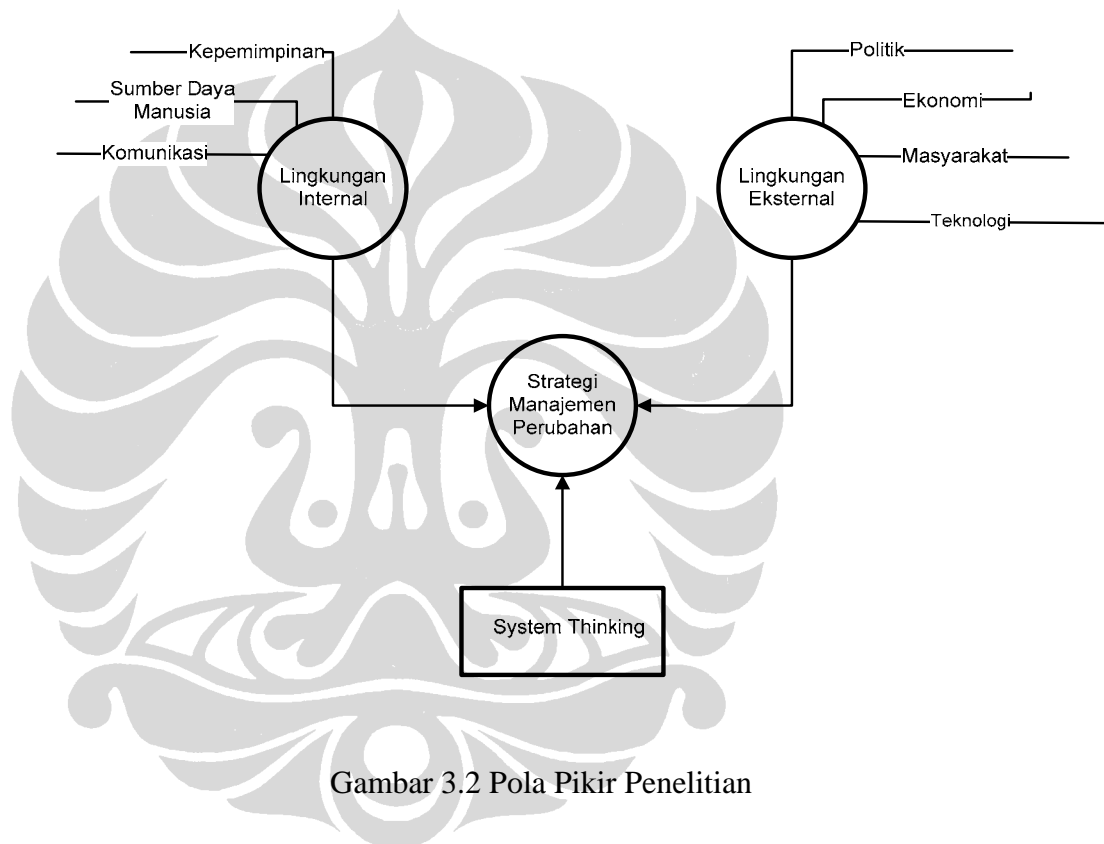 Kepemimpinan
Sumber Daya
Manusia
Komunikasi
Lingkungan
Internal
Politik
Ekonomi
Masyarakat
Teknologi
Lingkungan
Eksternal
Strategi
Manajemen
Perubahan
System Thinking
Gambar 3.2 Pola Pikir Penelitian